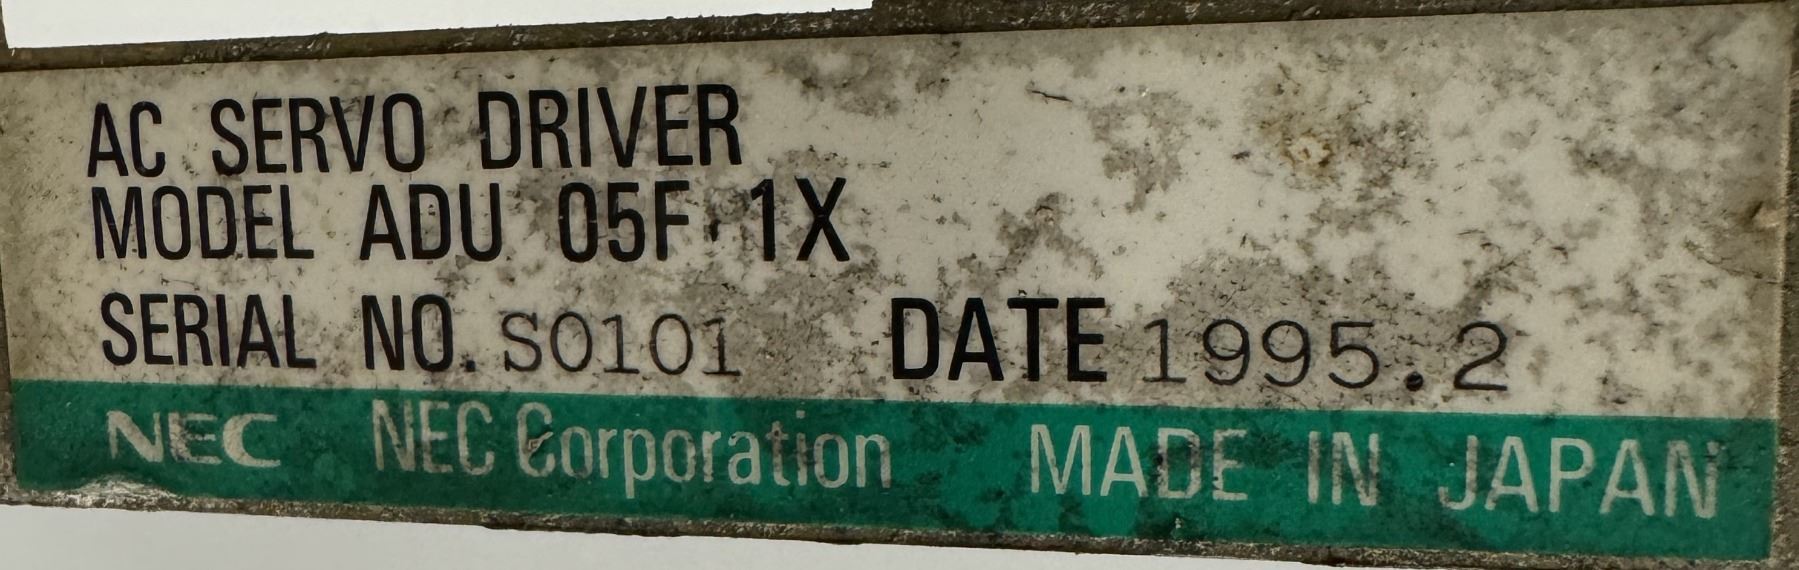 AC SERVO DRIVER
MODEL ADU 05F 1X
SERIAL NO. S0101 DATE 1995.2
NEC NEC Corporation MADE IN JAPAN